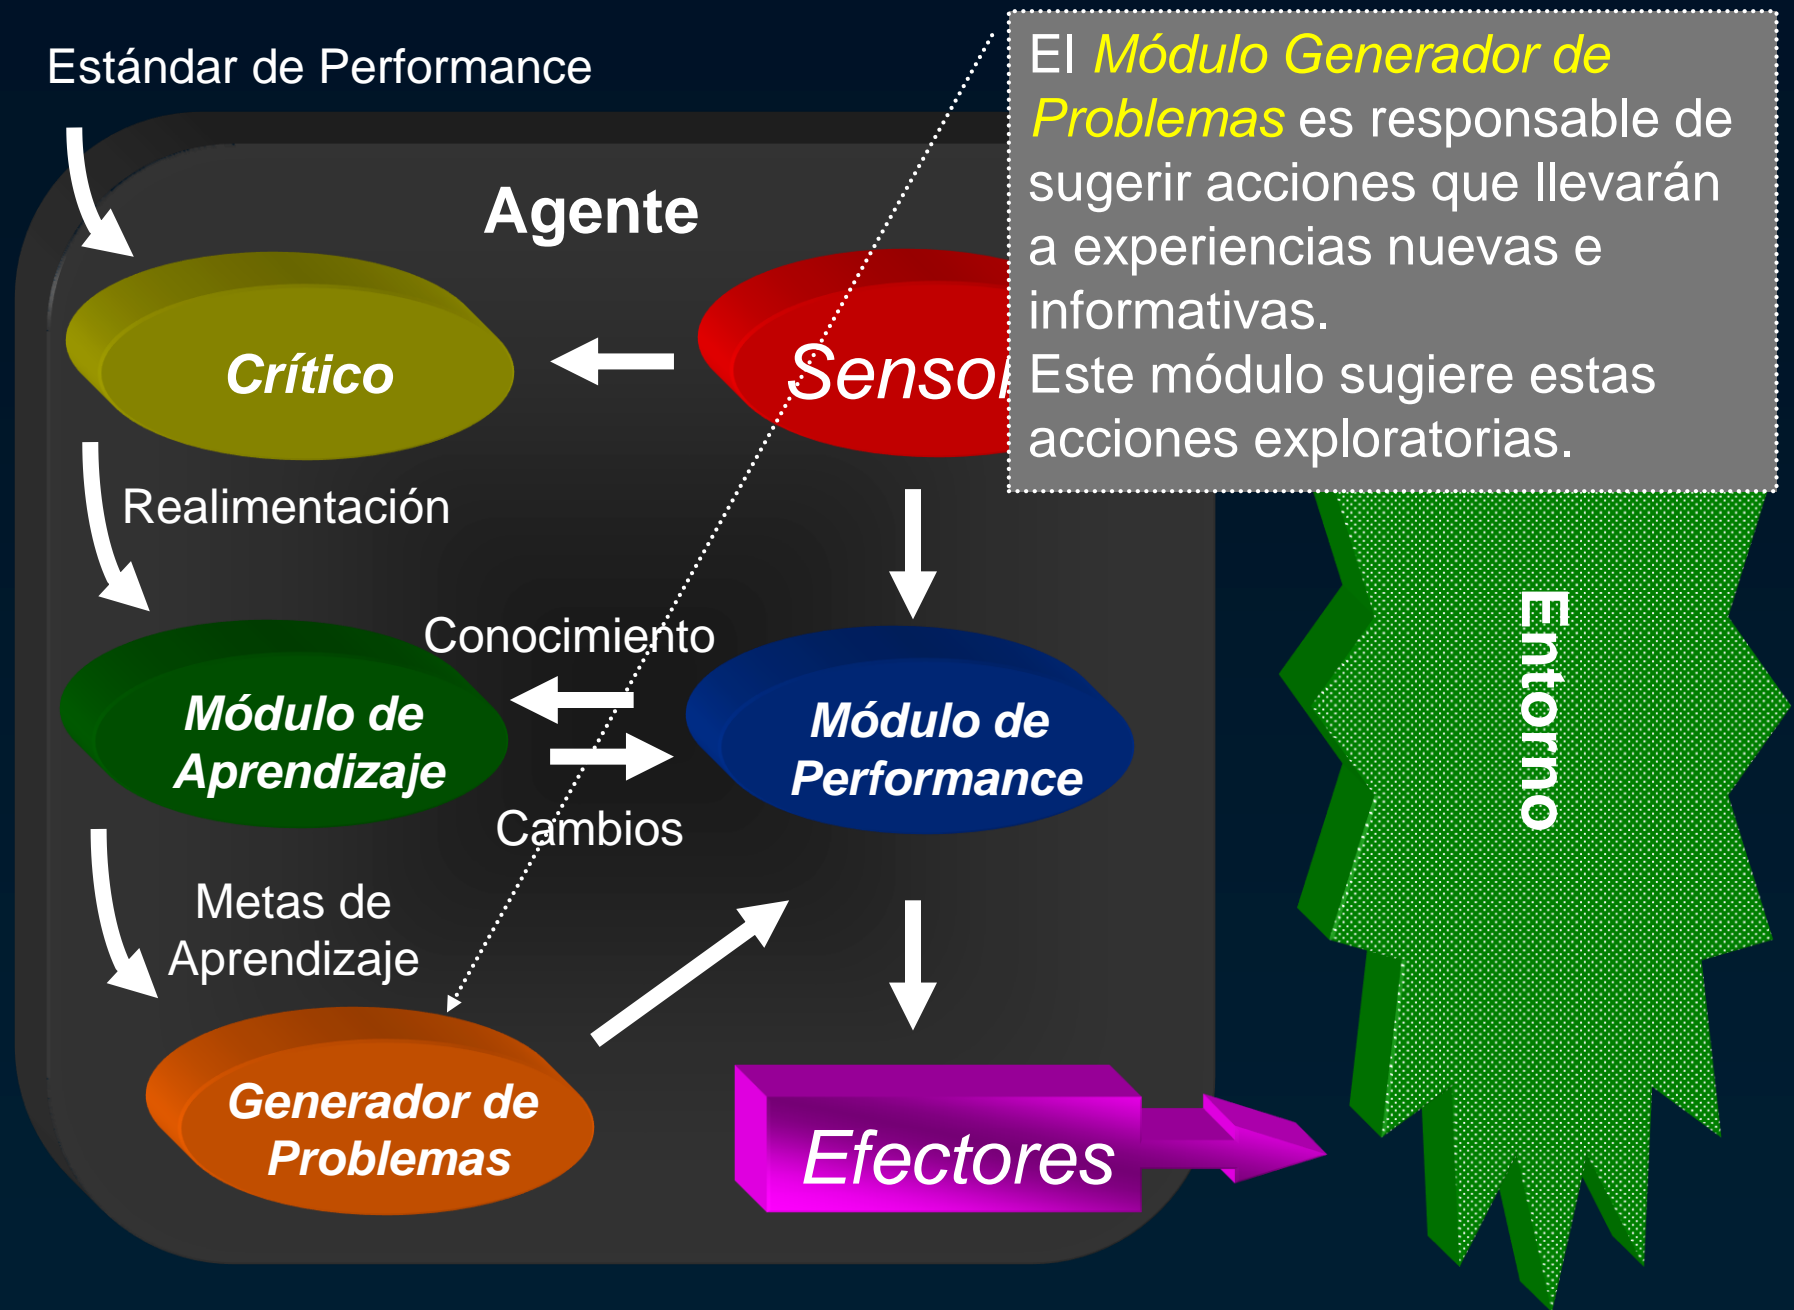 Estándar de Performance
El Módulo Generador de
Problemas es responsable de
sugerir acciones que llevarán
a experiencias nuevas e
informativas.
Este módulo sugiere estas
acciones exploratorias.
Agente
Crítico
Realimentación
Conocimiento
Módulo de
Aprendizaje
Módulo de
Performance
Cambios
Metas de
Aprendizaje
Generador de
Problemas
Efectores
Entorno